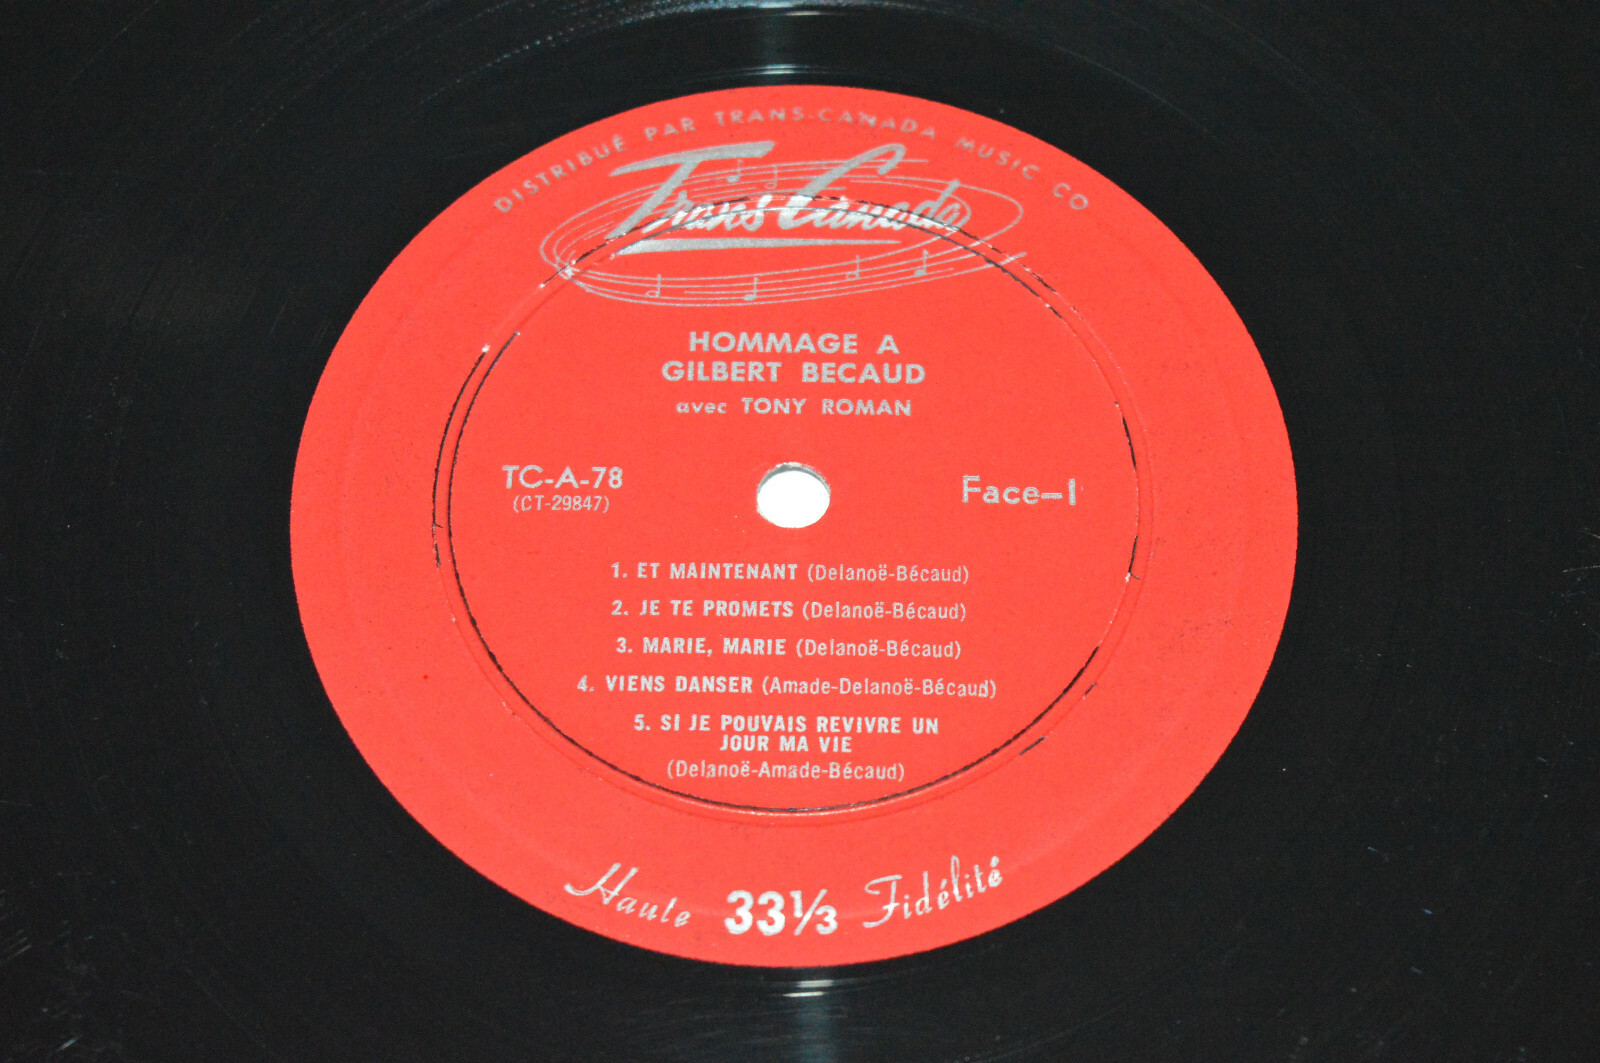 DISTRIBUÉ PAR TRANS-CANADA MUSIC CO
Trans Canada
HOMMAGE A
GILBERT BECAUD
avec TONY ROMAN
TC-A-78
(CT-29847)
Face-1
1. ET MAINTENANT (Delanoë-Bécaud)
2. JE TE PROMETS (Delanoë-Bécaud)
3. MARIE, MARIE (Delanoë-Bécaud)
4. VIENS DANSER (Amade-Delanoë-Bécaud)
5. SI JE POUVAIS REVIVRE UN
JOUR MA VIE
(Delanoë-Amade-Bécaud)
Haute 33⅓ Fidélité